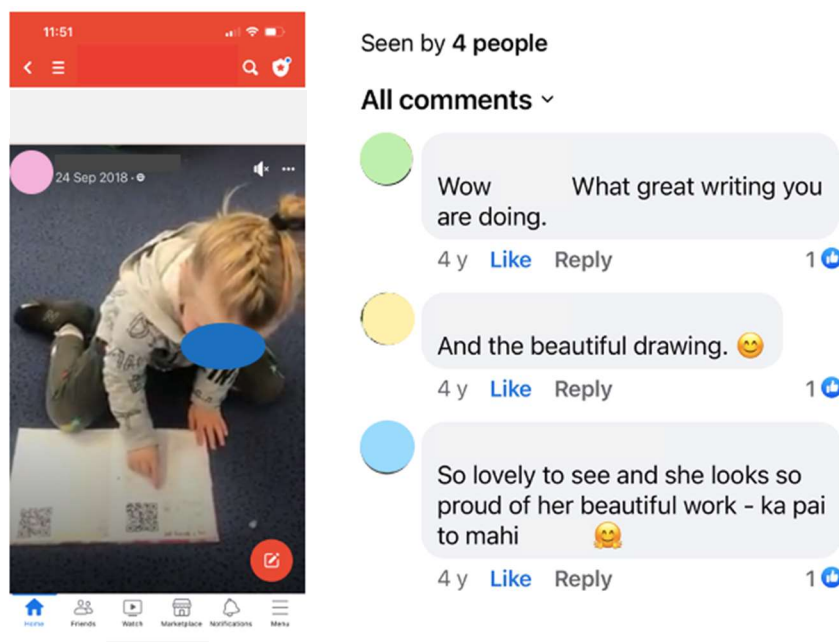 11:51
24 Sep 2018
Home Friends Watch Marketplace Notifications Menu
Seen by 4 people
All comments
Wow What great writing you
are doing.
4 y Like Reply 1
And the beautiful drawing. 😊
4 y Like Reply 1
So lovely to see and she looks so
proud of her beautiful work - ka pai
to mahi 🤗
4 y Like Reply 1